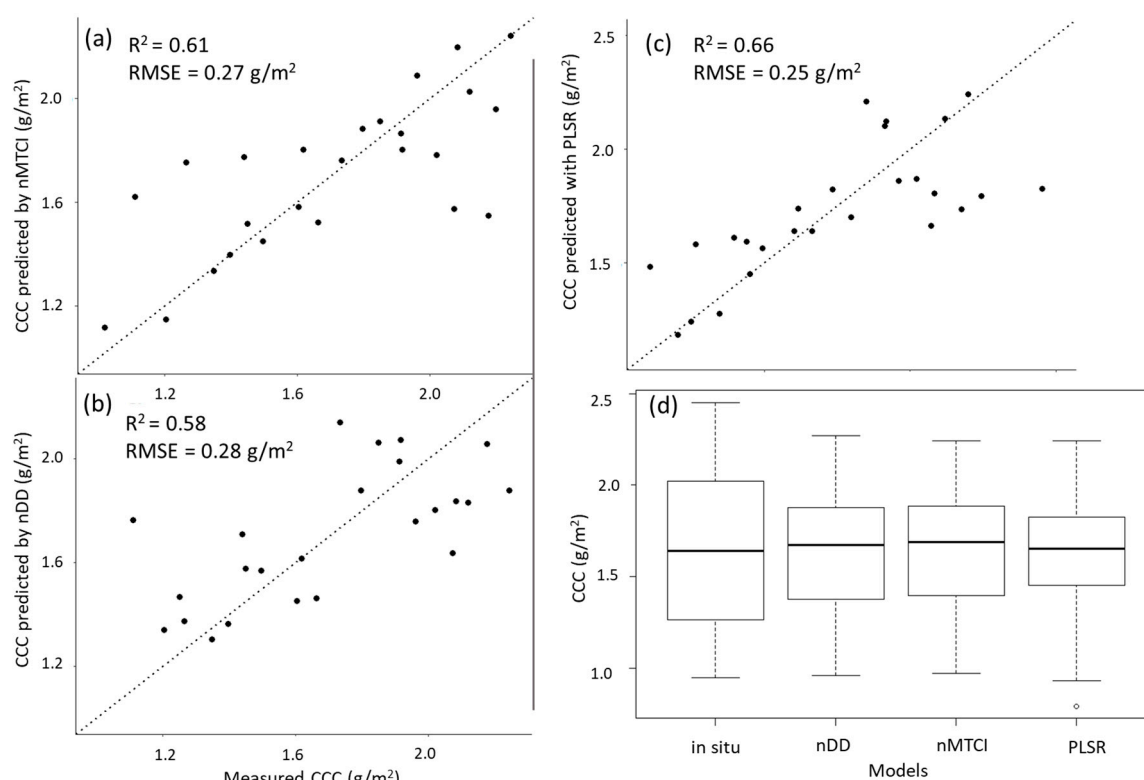 (a)
R² = 0.61
RMSE = 0.27 g/m²
CCC predicted by nMTCI (g/m²)
2.0
1.6
1.2
1.2 1.6 2.0
(b)
R² = 0.58
RMSE = 0.28 g/m²
CCC predicted by nDD (g/m²)
2.0
1.6
1.2
1.2 1.6 2.0
Measured CCC (g/m²)
(c)
R² = 0.66
RMSE = 0.25 g/m²
CCC predicted with PLSR (g/m²)
2.5
2.0
1.5
(d)
CCC (g/m²)
2.5
2.0
1.5
1.0
in situ nDD nMTCI PLSR
Models